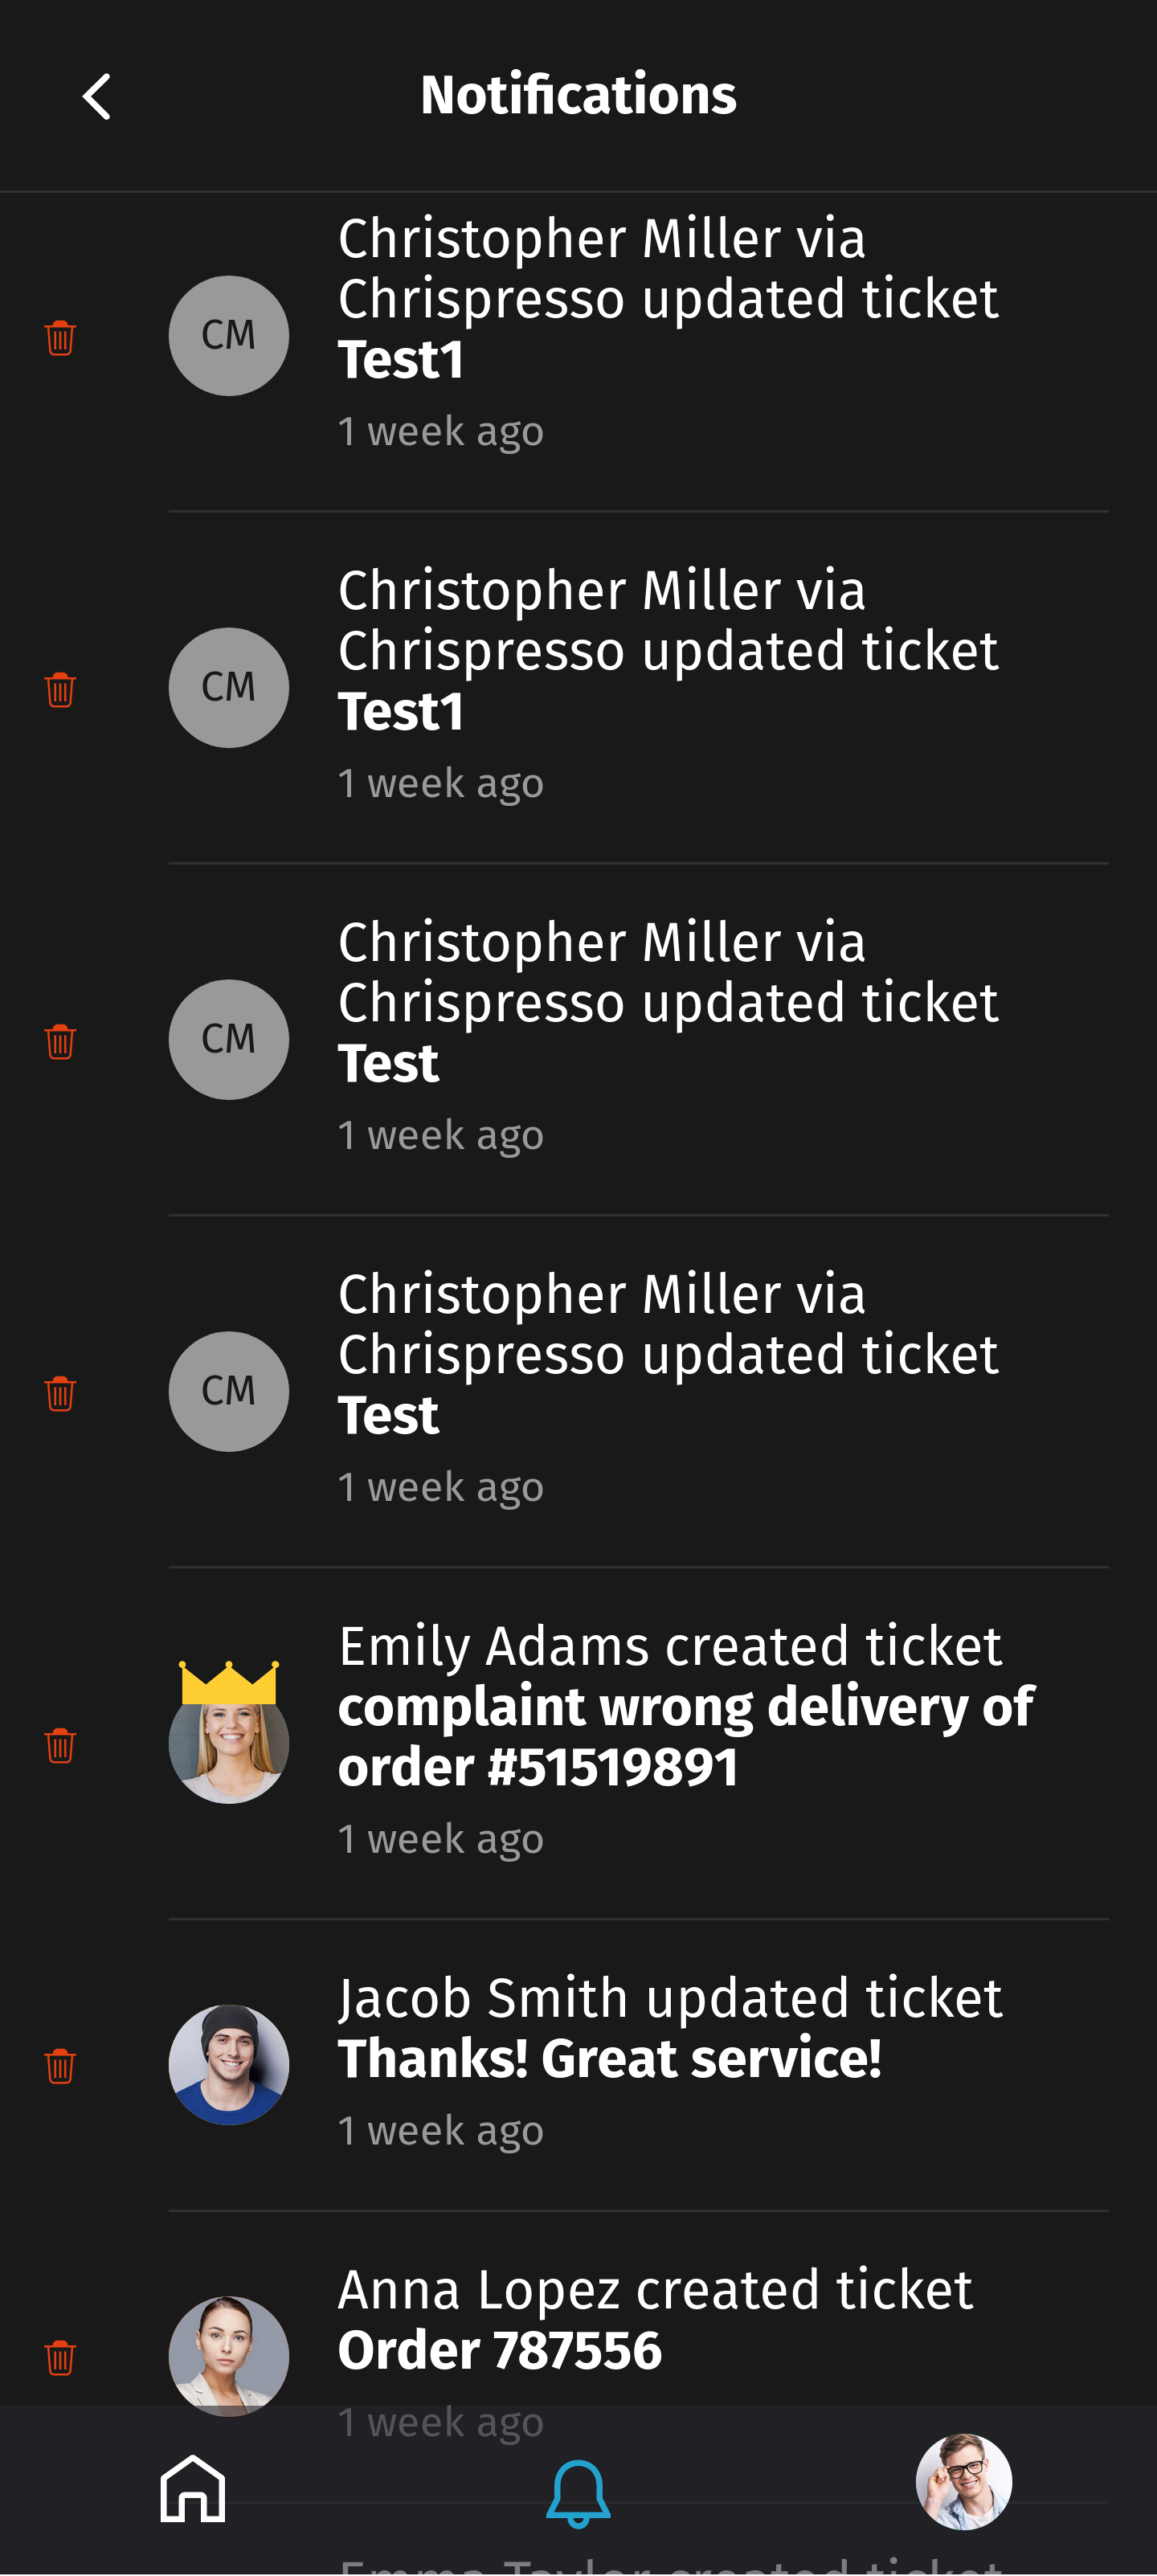 Notifications
Christopher Miller via
Chrispresso updated ticket
Test1
CM
1 week ago
Christopher Miller via
Chrispresso updated ticket
Test1
CM
1 week ago
Christopher Miller via
Chrispresso updated ticket
Test
CM
1 week ago
Christopher Miller via
Chrispresso updated ticket
Test
CM
1 week ago
Emily Adams created ticket
complaint wrong delivery of
order #51519891
1 week ago
Jacob Smith updated ticket
Thanks! Great service!
1 week ago
Anna Lopez created ticket
Order 787556
1 week ago
Emma Taylor created ticket